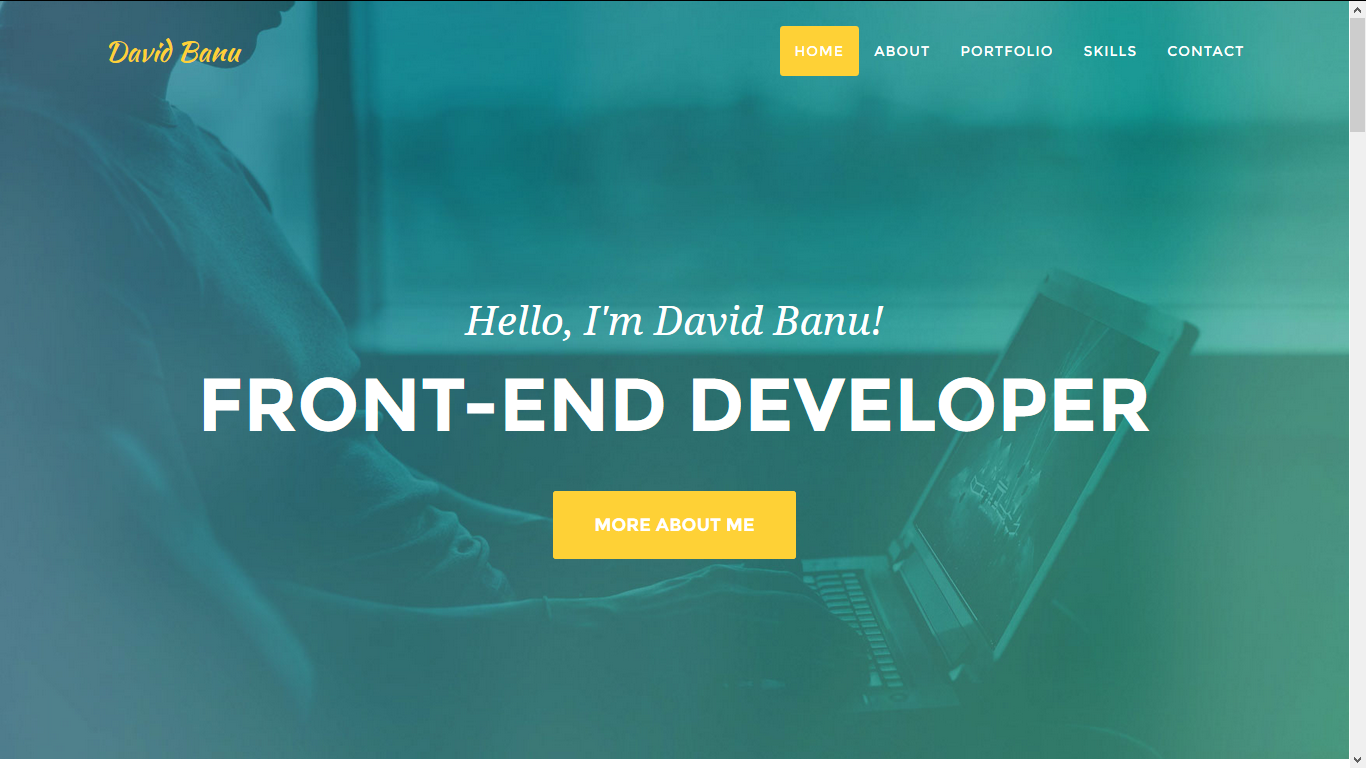 David Banu
HOME ABOUT PORTFOLIO SKILLS CONTACT
Hello, I'm David Banu!
FRONT-END DEVELOPER
MORE ABOUT ME